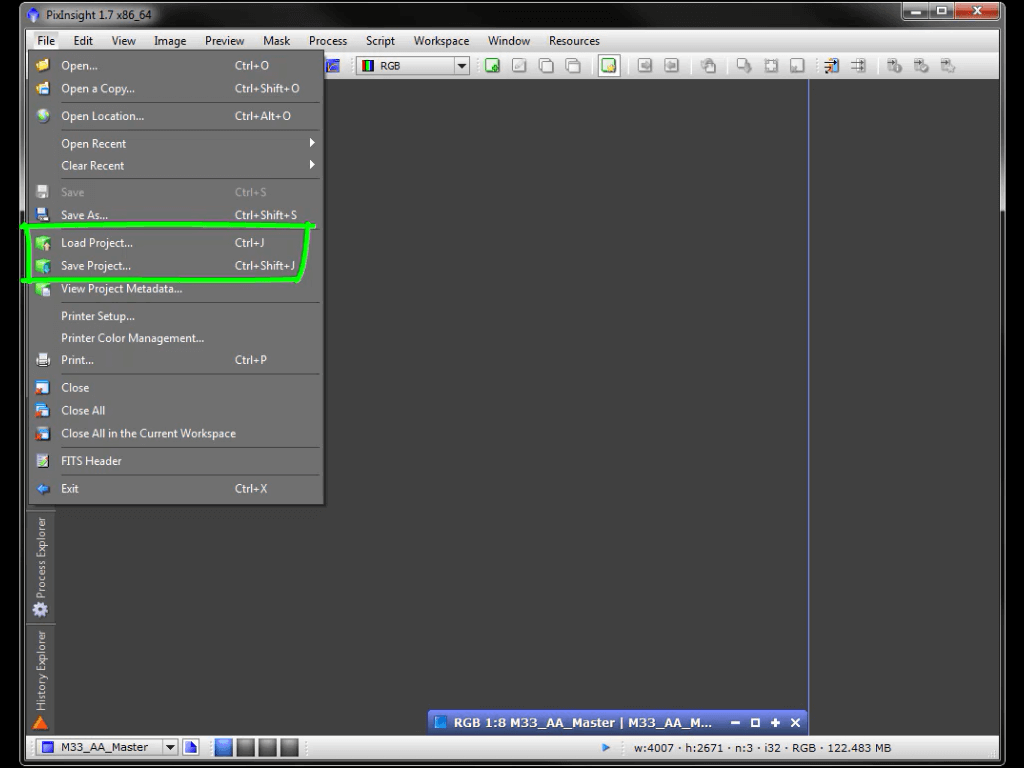 PixInsight 1.7 x86_64
File Edit View Image Preview Mask Process Script Workspace Window Resources
RGB
Open... Ctrl+O
Open a Copy... Ctrl+Shift+O
Open Location... Ctrl+Alt+O
Open Recent
Clear Recent
Save Ctrl+S
Save As... Ctrl+Shift+S
Load Project... Ctrl+J
Save Project... Ctrl+Shift+J
View Project Metadata...
Printer Setup...
Printer Color Management...
Print... Ctrl+P
Close
Close All
Close All in the Current Workspace
FITS Header
Exit Ctrl+X
Process Explorer
History Explorer
RGB 1:8 M33_AA_Master | M33_AA_M...
M33_AA_Master
w:4007 · h:2671 · n:3 · i32 · RGB · 122.483 MB